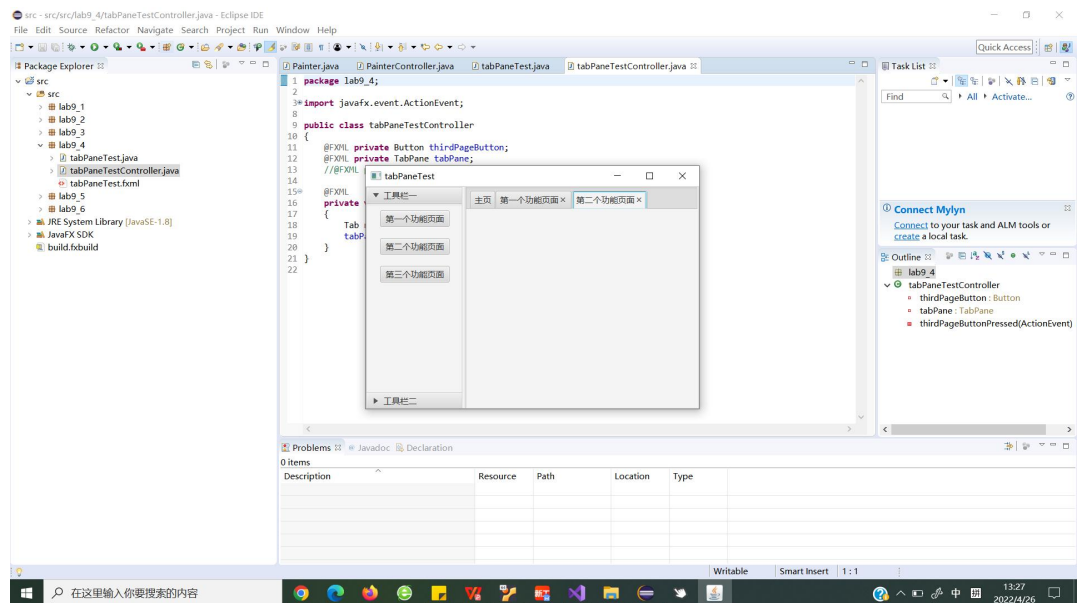 src - src/src/lab9_4/tabPaneTestController.java - Eclipse IDE
File Edit Source Refactor Navigate Search Project Run Window Help
Quick Access
Package Explorer
src
src
lab9_1
lab9_2
lab9_3
lab9_4
tabPaneTest.java
tabPaneTestController.java
tabPaneTest.fxml
lab9_5
lab9_6
JRE System Library [JavaSE-1.8]
JavaFX SDK
build.fxbuild
Painter.java PainterController.java tabPaneTest.java tabPaneTestController.java
1 package lab9_4;
2
3 import javafx.event.ActionEvent;
8
9 public class tabPaneTestController
10 {
11 @FXML private Button thirdPageButton;
12 @FXML private TabPane tabPane;
13 //@FXML
14
15 @FXML
16 private
17 {
18 Tab
19
20 }
21 }
22
tabPaneTest
工具栏一
第一个功能页面
第二个功能页面
第三个功能页面
工具栏二
主页 第一个功能页面 第二个功能页面
Task List
Find All Activate...
Connect Mylyn
Connect to your task and ALM tools or
create a local task.
Outline
lab9_4
tabPaneTestController
thirdPageButton : Button
tabPane : TabPane
thirdPageButtonPressed(ActionEvent)
Problems Javadoc Declaration
0 items
Description Resource Path Location Type
Writable Smart Insert 1 : 1
在这里输入你要搜索的内容
中 拼 13:27
2022/4/26